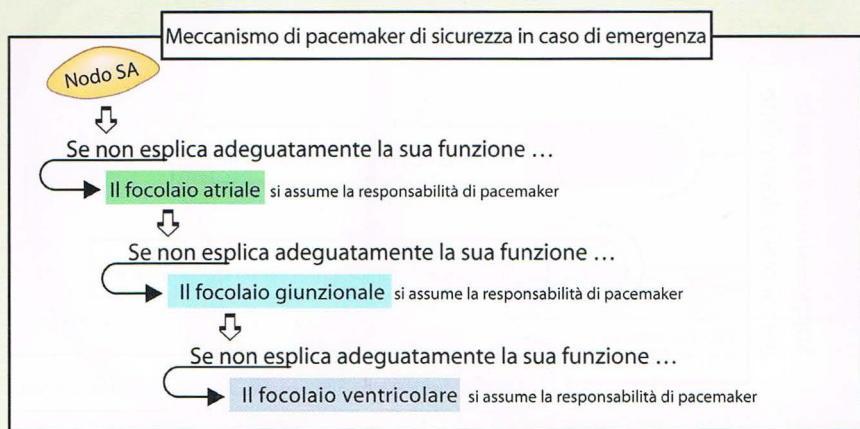 Meccanismo di pacemaker di sicurezza in caso di emergenza
Nodo SA
Se non esplica adeguatamente la sua funzione ...
Il focolaio atriale si assume la responsabilità di pacemaker
Se non esplica adeguatamente la sua funzione ...
Il focolaio giunzionale si assume la responsabilità di pacemaker
Se non esplica adeguatamente la sua funzione ...
Il focolaio ventricolare si assume la responsabilità di pacemaker